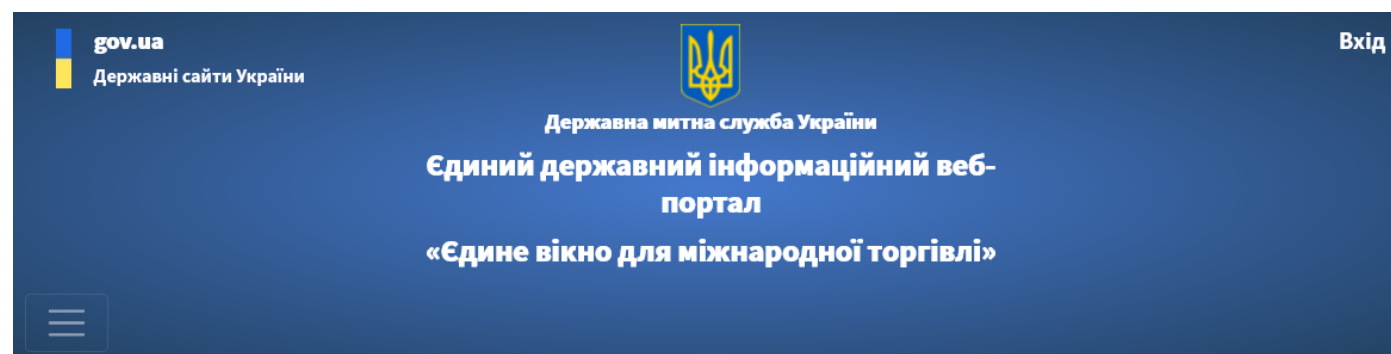 gov.ua
Державні сайти України
Вхід
Державна митна служба України
Єдиний державний інформаційний веб-
портал
«Єдине вікно для міжнародної торгівлі»